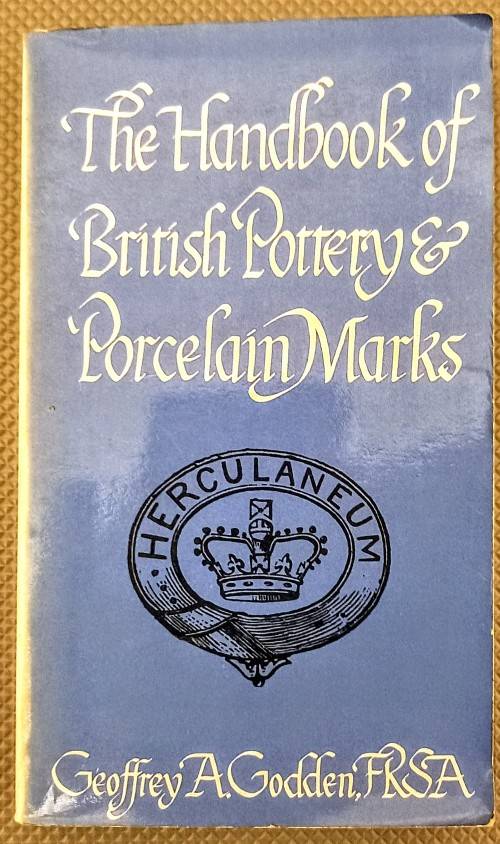 The Handbook of
British Pottery &
Porcelain Marks
HERCULANEUM
Geoffrey A. Godden, FRSA